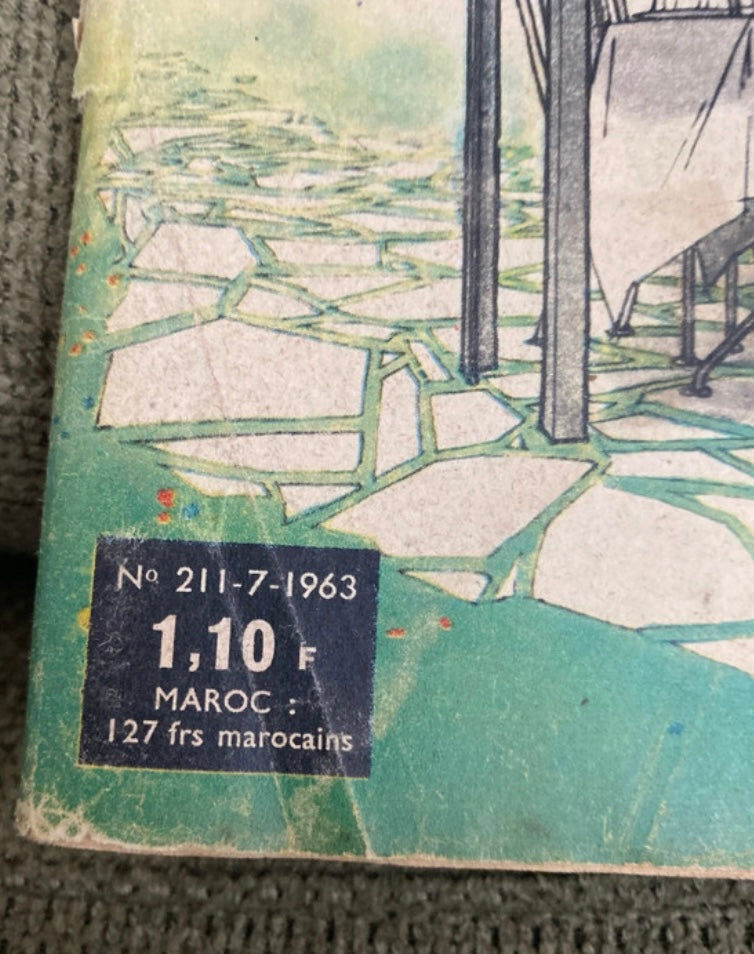 Nº 211-7-1963
1,10 F
MAROC :
127 frs marocains